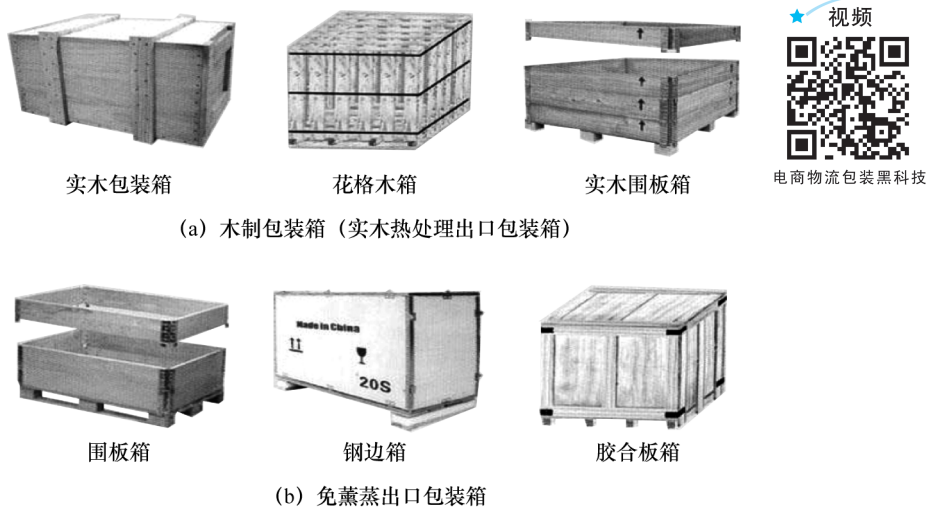 视频
电商物流包装黑科技
实木包装箱
花格木箱
实木围板箱
(a) 木制包装箱（实木热处理出口包装箱）
Made in China
20S
围板箱
钢边箱
胶合板箱
(b) 免薰蒸出口包装箱